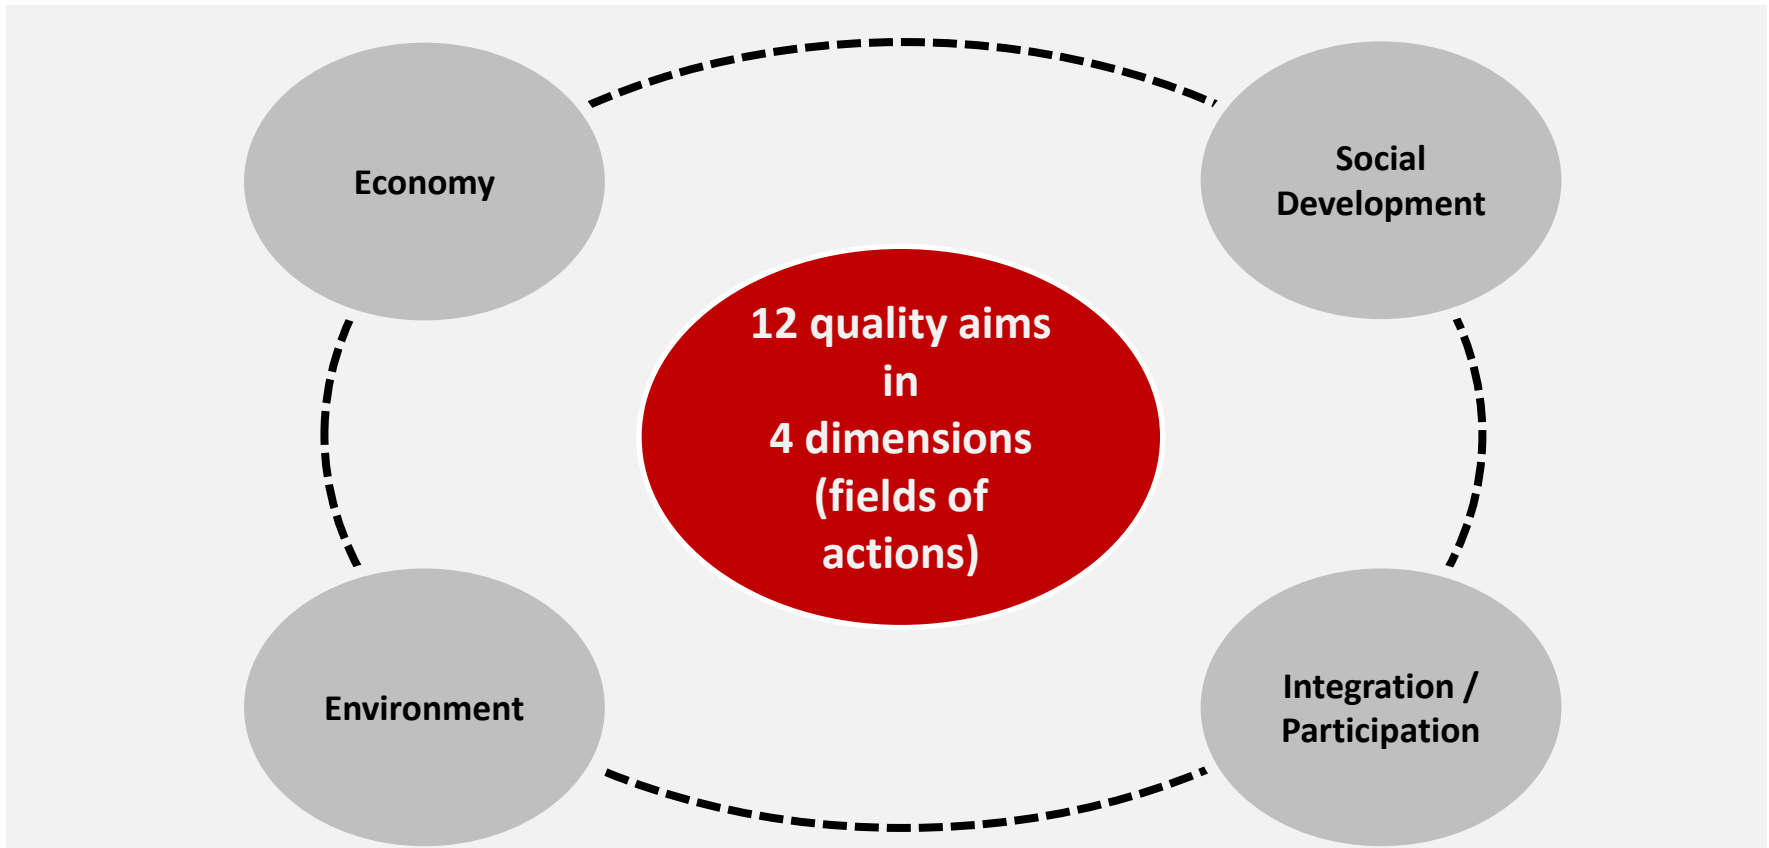 Economy
Social
Development
12 quality aims
in
4 dimensions
(fields of
actions)
Environment
Integration /
Participation